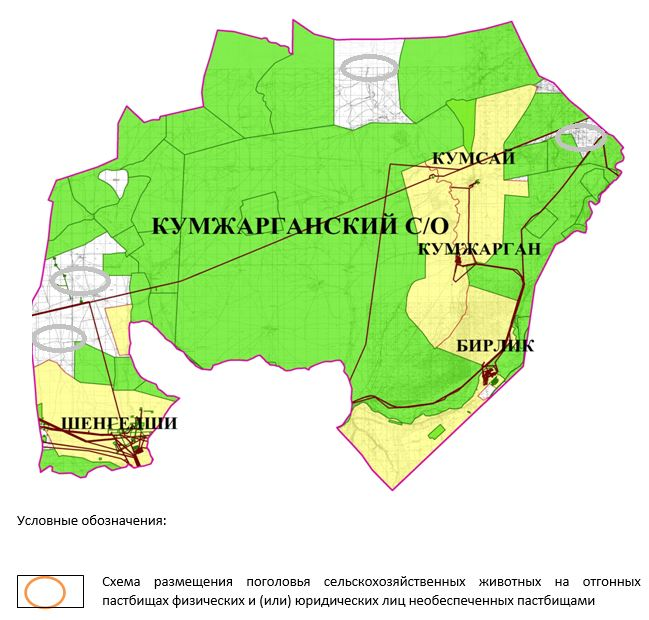 КУМСАЙ
КУМЖАРГАНСКИЙ С/О
КУМЖАРГАН
БИРЛИК
ШЕНГЕЛШИ
Условные обозначения:
Схема размещения поголовья сельскохозяйственных животных на отгонных
пастбищах физических и (или) юридических лиц необеспеченных пастбищами